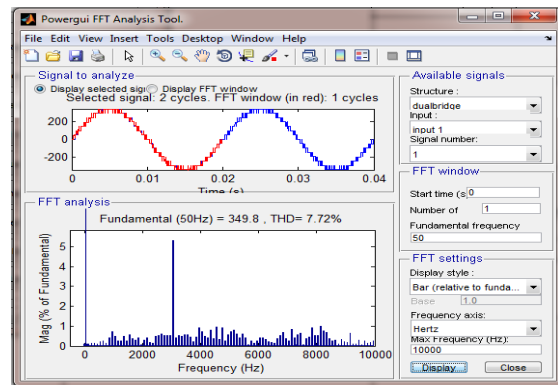 Powergui FFT Analysis Tool.
File Edit View Insert Tools Desktop Window Help
Signal to analyze
Display selected sign Display FFT window
Selected signal: 2 cycles. FFT window (in red): 1 cycles
200
0
-200
0 0.01 0.02 0.03 0.04
Time (s)
FFT analysis
Fundamental (50Hz) = 349.8 , THD= 7.72%
Mag (% of Fundamental)
5
4
3
2
1
0
0 2000 4000 6000 8000 10000
Frequency (Hz)
Available signals
Structure :
dualbridge
Input :
input 1
Signal number:
1
FFT window
Start time (s 0
Number of 1
Fundamental frequency
50
FFT settings
Display style :
Bar (relative to funda...
Base 1.0
Frequency axis:
Hertz
Max Frequency (Hz):
10000
Display Close